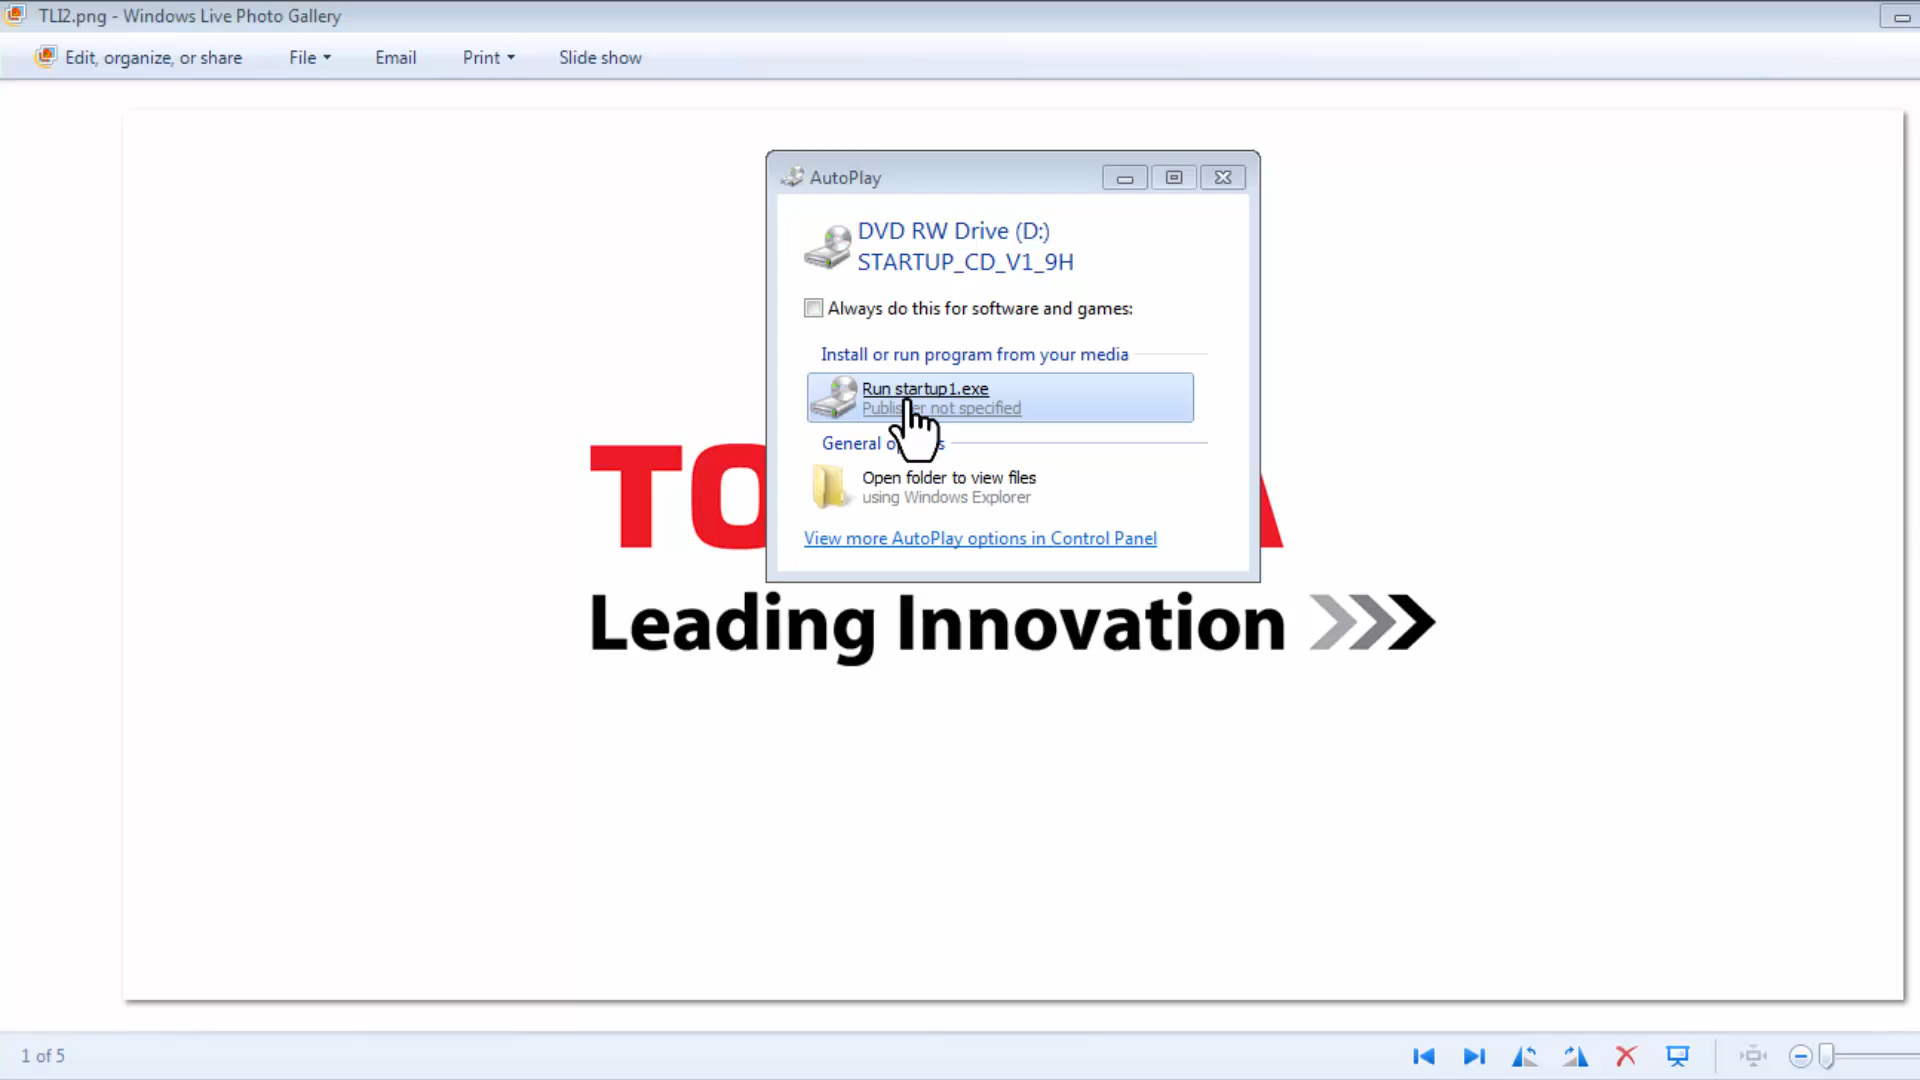 TLI2.png - Windows Live Photo Gallery
Edit, organize, or share File Email Print Slide show
AutoPlay
DVD RW Drive (D:)
STARTUP_CD_V1_9H
Always do this for software and games:
Install or run program from your media
Run startup1.exe
not specified
General
Open folder to view files
using Windows Explorer
View more AutoPlay options in Control Panel
Leading Innovation
1 of 5